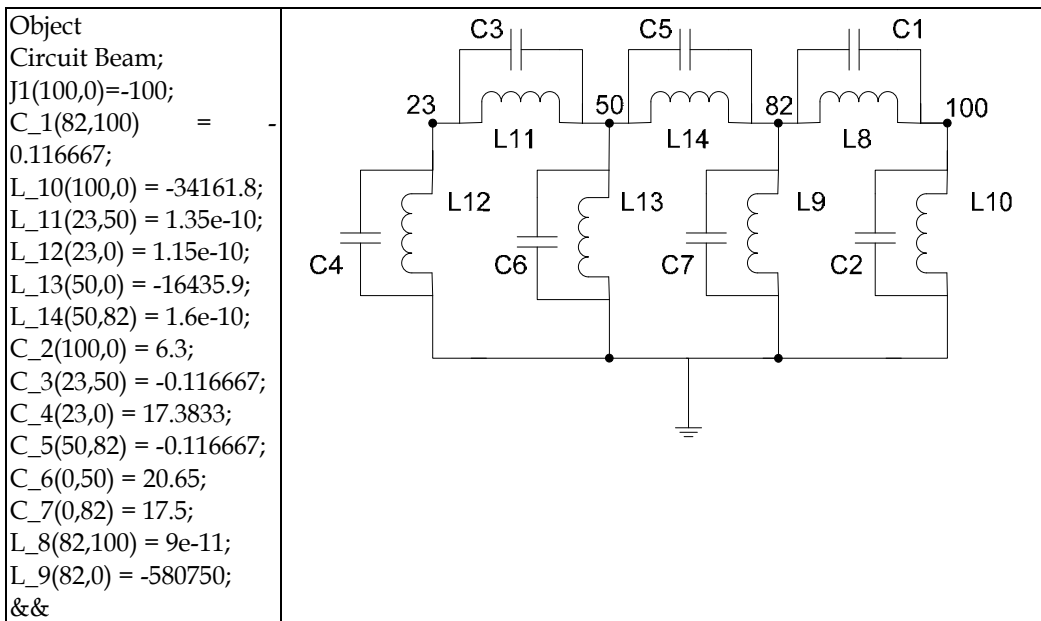 Object
Circuit Beam;
J1(100,0)=-100;
C_1(82,100) = -
0.116667;
L_10(100,0) = -34161.8;
L_11(23,50) = 1.35e-10;
L_12(23,0) = 1.15e-10;
L_13(50,0) = -16435.9;
L_14(50,82) = 1.6e-10;
C_2(100,0) = 6.3;
C_3(23,50) = -0.116667;
C_4(23,0) = 17.3833;
C_5(50,82) = -0.116667;
C_6(0,50) = 20.65;
C_7(0,82) = 17.5;
L_8(82,100) = 9e-11;
L_9(82,0) = -580750;
&&
C3 C5 C1
23 50 82 100
L11 L14 L8
L12 L13 L9 L10
C4 C6 C7 C2